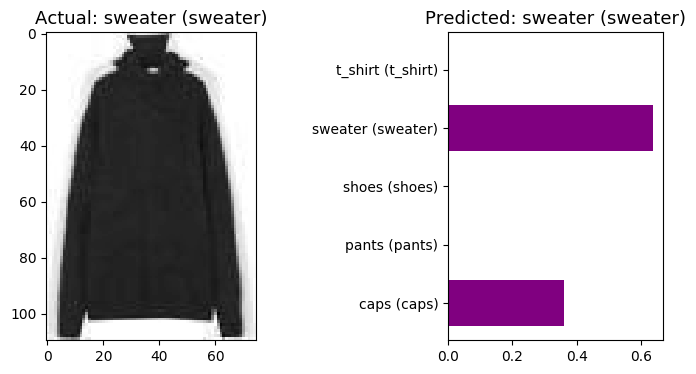 Actual: sweater (sweater)
0
20
40
60
80
100
0
20
40
60
Predicted: sweater (sweater)
t_shirt (t_shirt)
sweater (sweater)
shoes (shoes)
pants (pants)
caps (caps)
0.0
0.2
0.4
0.6